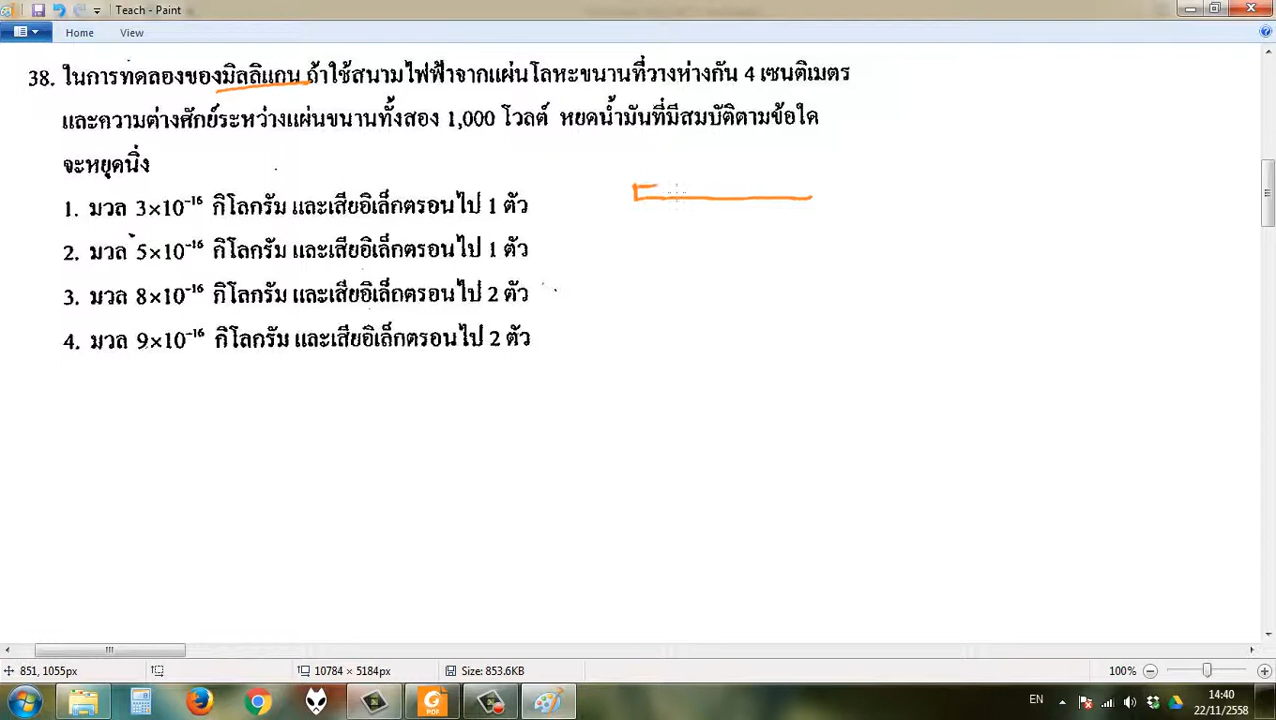 Teach - Paint
Home View
38. ในการทดลองของมิลลิแกน ถ้าใช้สนามไฟฟ้าจากแผ่นโลหะขนานที่วางห่างกัน 4 เซนติเมตร
และความต่างศักย์ระหว่างแผ่นขนานทั้งสอง 1,000 โวลต์ หยดน้ำมันที่มีสมบัติตามข้อใด
จะหยุดนิ่ง
1. มวล 3×10⁻¹⁶ กิโลกรัม และเสียอิเล็กตรอนไป 1 ตัว
2. มวล 5×10⁻¹⁶ กิโลกรัม และเสียอิเล็กตรอนไป 1 ตัว
3. มวล 8×10⁻¹⁶ กิโลกรัม และเสียอิเล็กตรอนไป 2 ตัว
4. มวล 9×10⁻¹⁶ กิโลกรัม และเสียอิเล็กตรอนไป 2 ตัว
851, 1055px 10784 × 5184px Size: 853.6KB 100%
PDF EN 14:40
22/11/2558